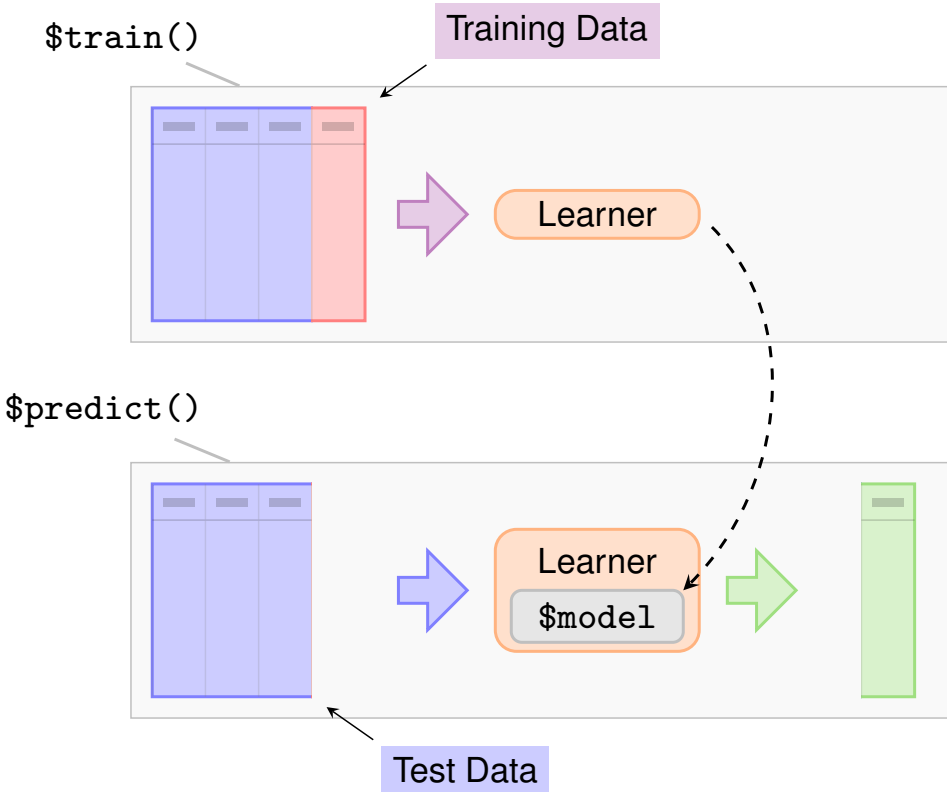 $train()
Training Data
Learner
$predict()
Learner
$model
Test Data